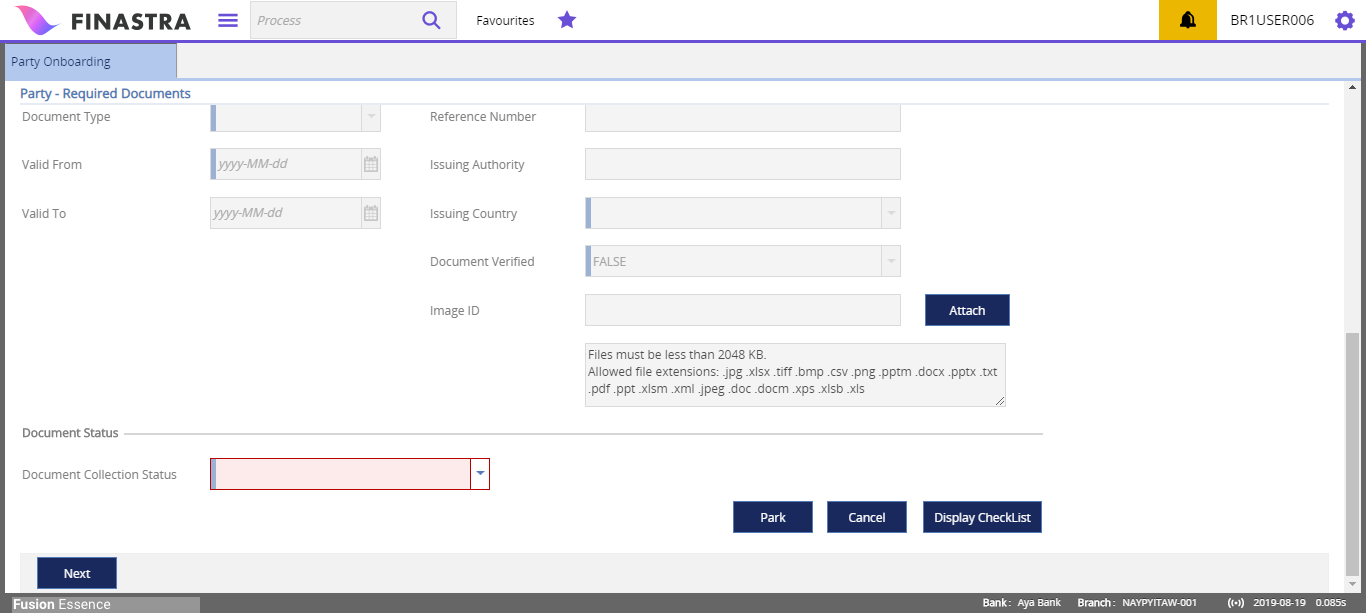 FINASTRA
Process
Favourites
BR1USER006
Party Onboarding
Party - Required Documents
Document Type
Reference Number
Valid From
yyyy-MM-dd
Issuing Authority
Valid To
yyyy-MM-dd
Issuing Country
Document Verified
FALSE
Image ID
Attach
Files must be less than 2048 KB.
Allowed file extensions: .jpg .xlsx .tiff .bmp .csv .png .pptm .docx .pptx .txt
.pdf .ppt .xlsm .xml .jpeg .doc .docm .xps .xlsb .xls
Document Status
Document Collection Status
Park
Cancel
Display CheckList
Next
Fusion Essence
Bank : Aya Bank
Branch : NAYPYITAW-001
2019-08-19
0.085s